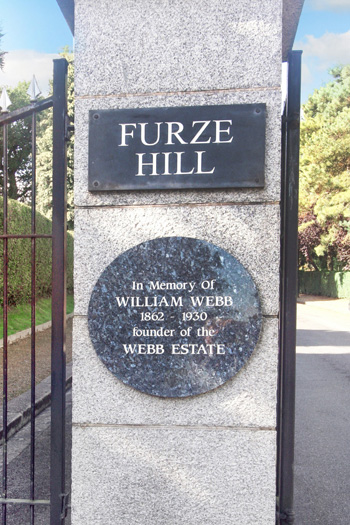 FURZE
HILL
In Memory Of
WILLIAM WEBB
1862 - 1930
founder of the
WEBB ESTATE